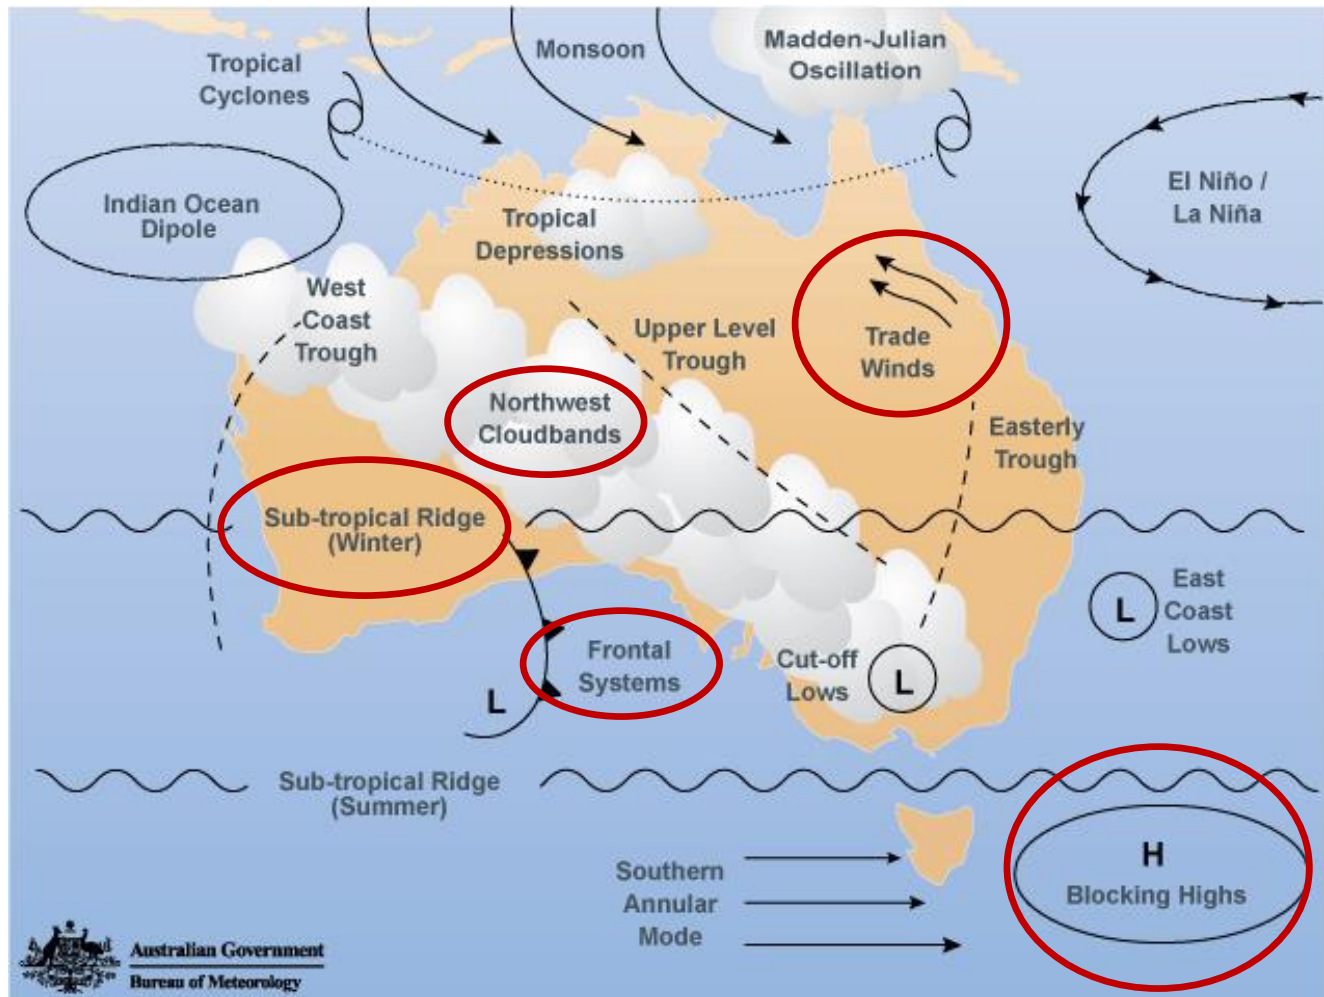 Tropical
Cyclones
Monsoon
Madden-Julian
Oscillation
Indian Ocean
Dipole
Tropical
Depressions
El Niño /
La Niña
West
Coast
Trough
Upper Level
Trough
Trade
Winds
Northwest
Cloudbands
Easterly
Trough
Sub-tropical Ridge
(Winter)
East
Coast
Lows
L
Frontal
Systems
L
Cut-off
Lows
L
Sub-tropical Ridge
(Summer)
Southern
Annular
Mode
H
Blocking Highs
Australian Government
Bureau of Meteorology